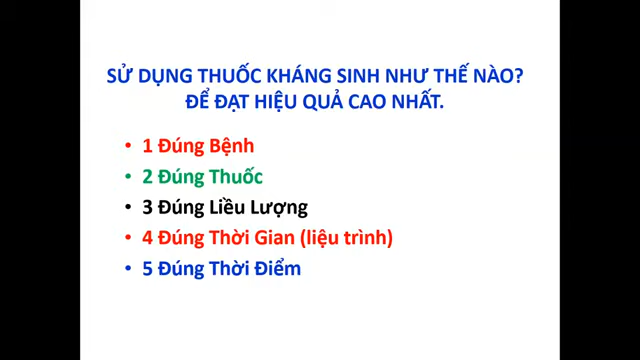 SỬ DỤNG THUỐC KHÁNG SINH NHƯ THẾ NÀO?
ĐỂ ĐẠT HIỆU QUẢ CAO NHẤT.
• 1 Đúng Bệnh
• 2 Đúng Thuốc
• 3 Đúng Liều Lượng
• 4 Đúng Thời Gian (liệu trình)
• 5 Đúng Thời Điểm